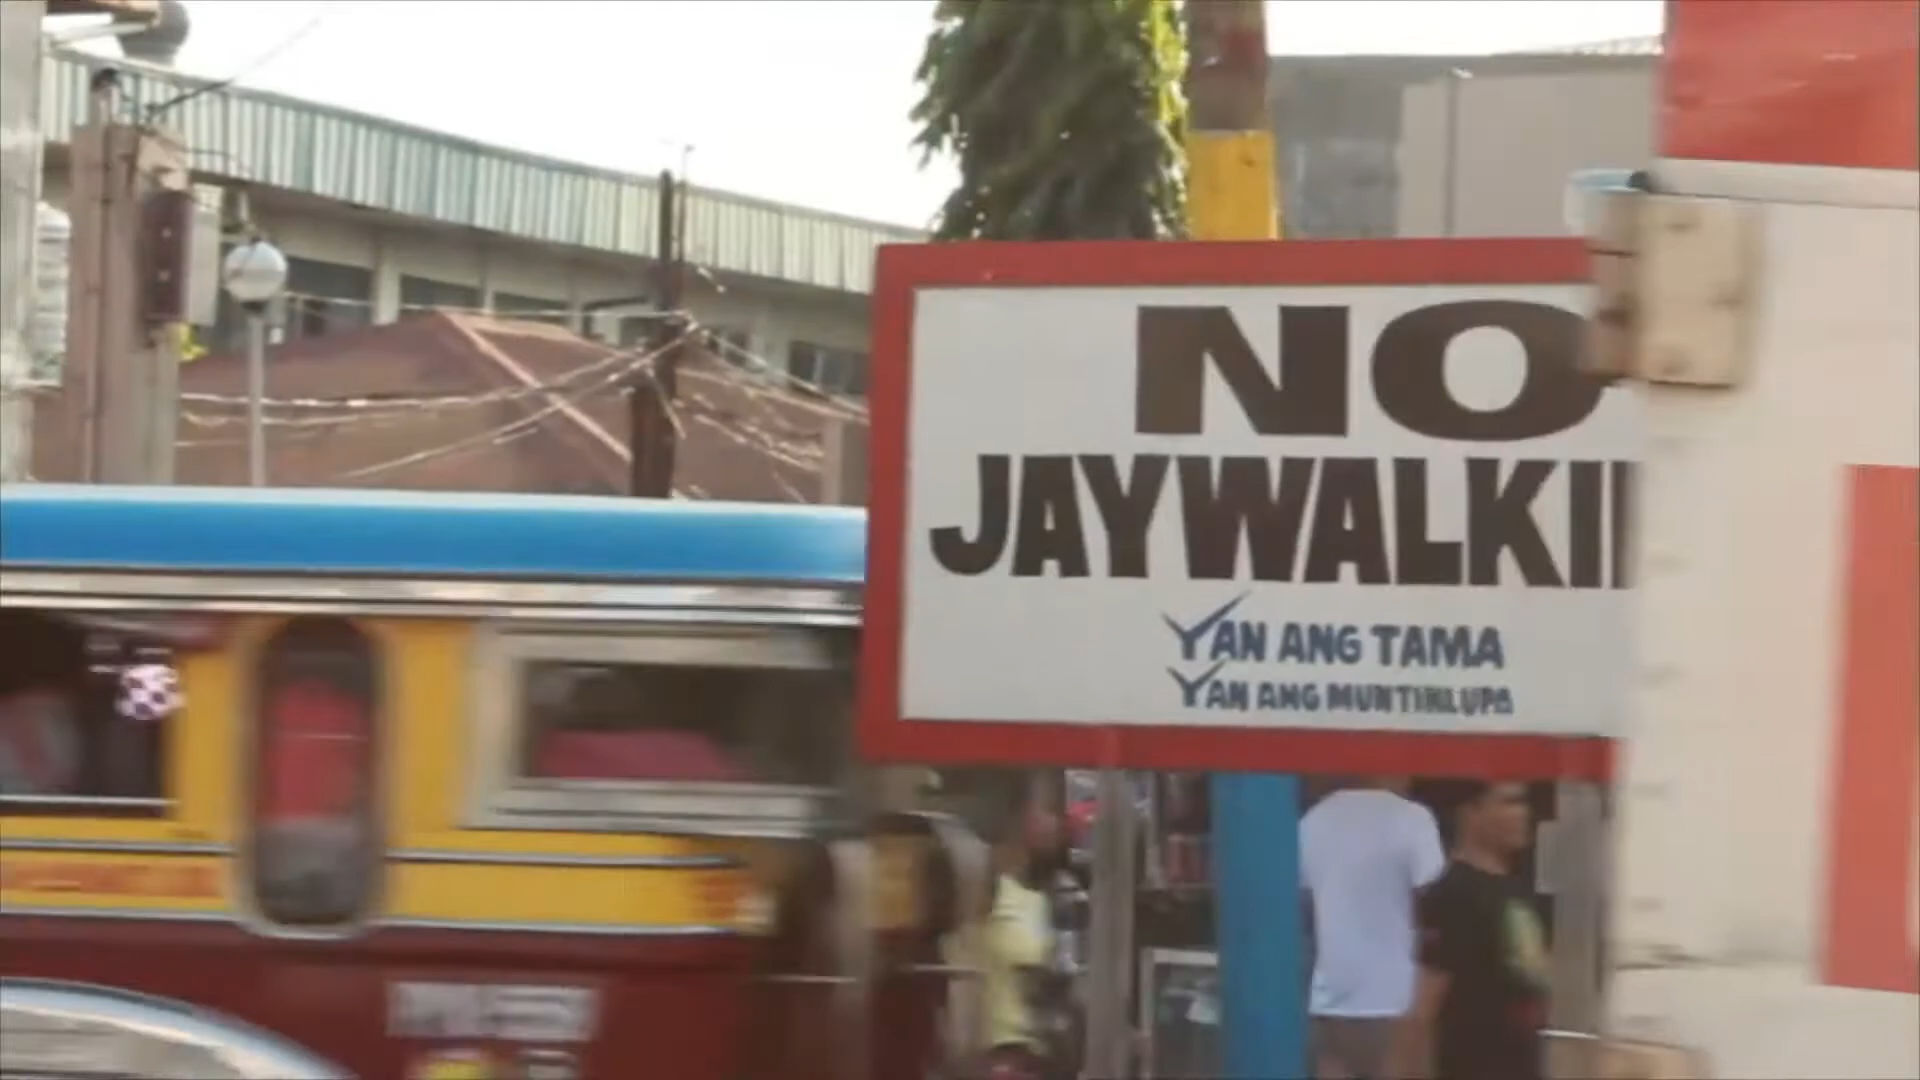 NO
JAYWALKI
YAN ANG TAMA
YAN ANG MUNTINLUPA